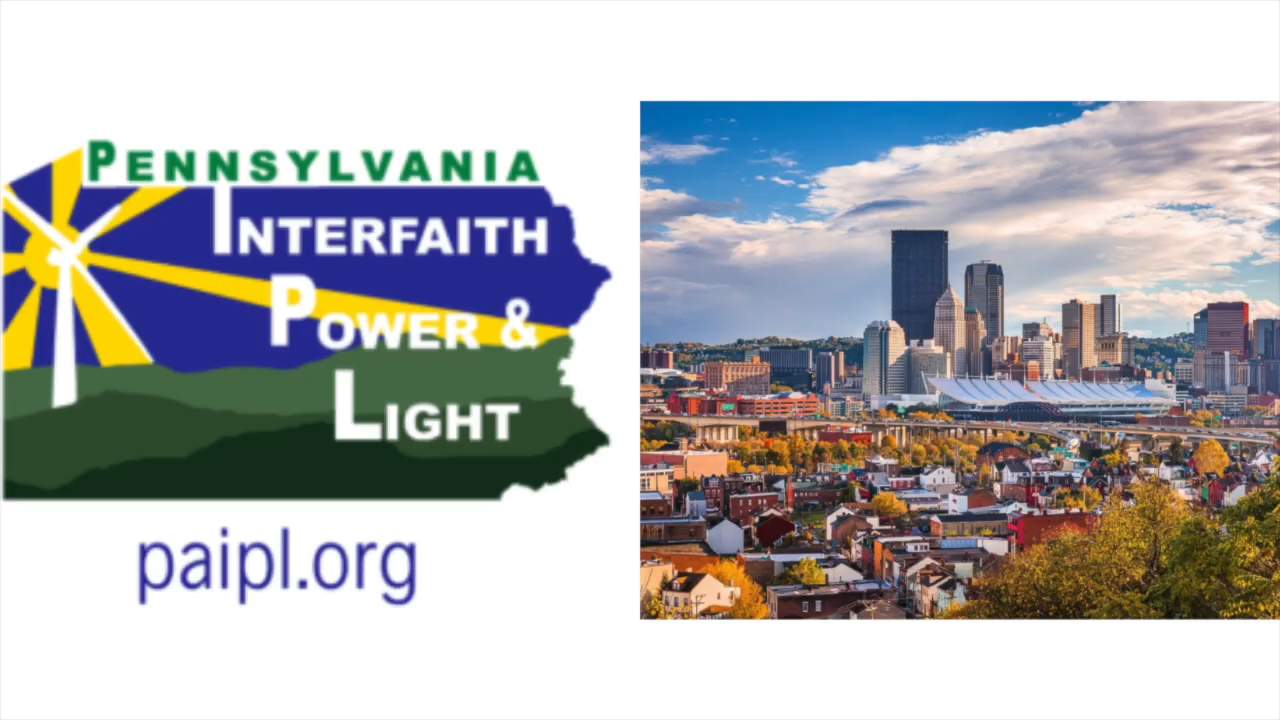 PENNSYLVANIA
INTERFAITH
POWER &
LIGHT
paipl.org